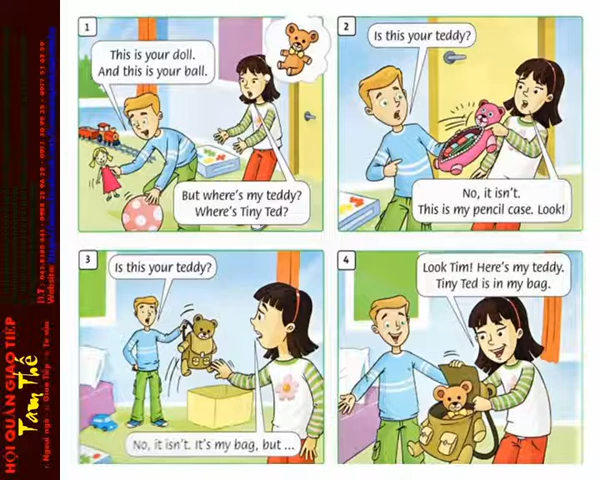 1
This is your doll.
And this is your ball.
But where's my teddy?
Where's Tiny Ted?
2
Is this your teddy?
No, it isn't.
This is my pencil case. Look!
3
Is this your teddy?
No, it isn't. It's my bag, but ...
4
Look Tim! Here's my teddy.
Tiny Ted is in my bag.
HỘI QUÁN GIAO TIẾP
Tam Thế
Website: